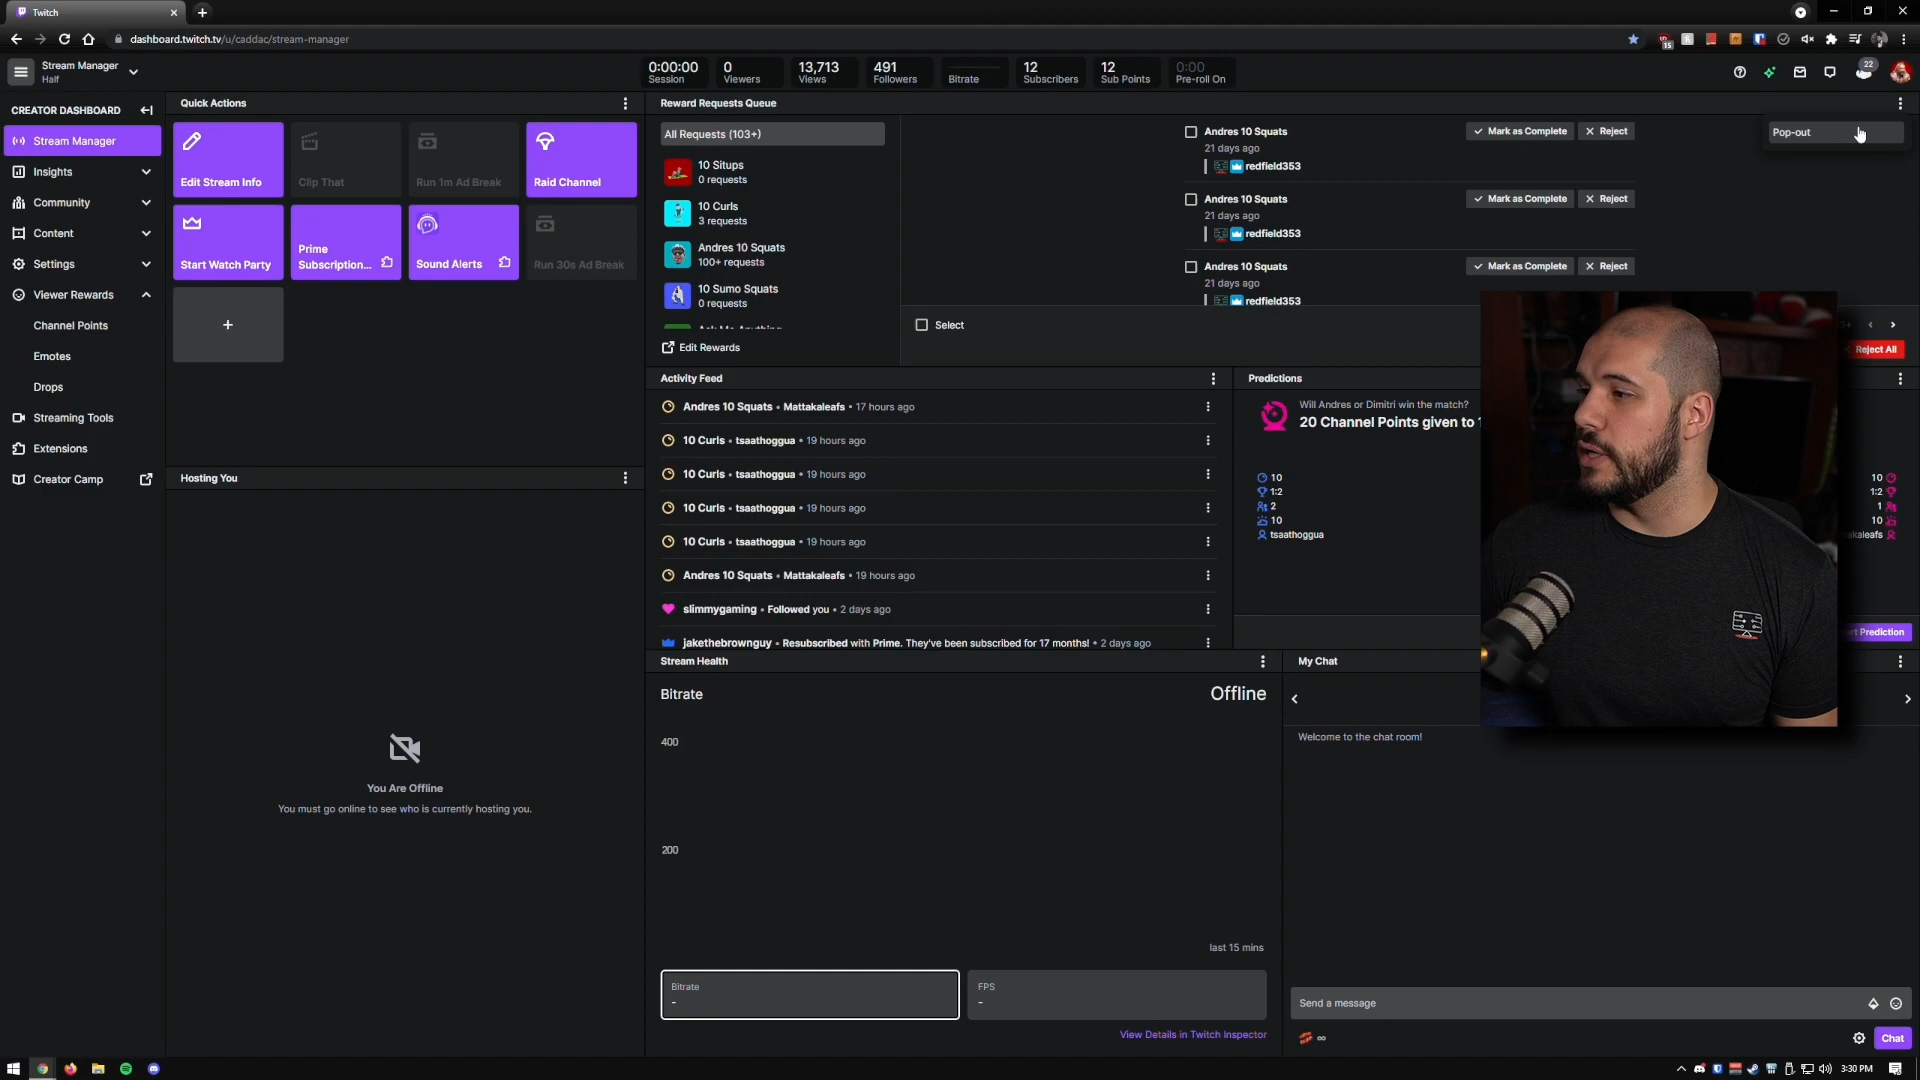 Twitch
dashboard.twitch.tv/u/caddac/stream-manager
15
Stream Manager
Half
0:00:00
Session
0
Viewers
13,713
Views
491
Followers
Bitrate
12
Subscribers
12
Sub Points
0:00
Pre-roll On
22
CREATOR DASHBOARD
Stream Manager
Insights
Community
Content
Settings
Viewer Rewards
Channel Points
Emotes
Drops
Streaming Tools
Extensions
Creator Camp
Quick Actions
Edit Stream Info
Clip That
Run 1m Ad Break
Raid Channel
Start Watch Party
Prime
Subscription...
Sound Alerts
Run 30s Ad Break
+
Hosting You
You Are Offline
You must go online to see who is currently hosting you.
Reward Requests Queue
Pop-out
All Requests (103+)
10 Situps
0 requests
10 Curls
3 requests
Andres 10 Squats
100+ requests
10 Sumo Squats
0 requests
Ask Me Anything
Edit Rewards
Andres 10 Squats
21 days ago
redfield353
Mark as Complete
Reject
Andres 10 Squats
21 days ago
redfield353
Mark as Complete
Reject
Andres 10 Squats
21 days ago
redfield353
Mark as Complete
Reject
Select
Reject All
Activity Feed
Andres 10 Squats • Mattakaleafs • 17 hours ago
10 Curls • tsaathoggua • 19 hours ago
10 Curls • tsaathoggua • 19 hours ago
10 Curls • tsaathoggua • 19 hours ago
10 Curls • tsaathoggua • 19 hours ago
Andres 10 Squats • Mattakaleafs • 19 hours ago
slimmygaming • Followed you • 2 days ago
jakethebrownguy • Resubscribed with Prime. They've been subscribed for 17 months! • 2 days ago
Predictions
Will Andres or Dimitri win the match?
20 Channel Points given to 1
10
1:2
2
10
tsaathoggua
10
1:2
1
10
akaleafs
rt Prediction
Stream Health
Bitrate
Offline
400
200
last 15 mins
Bitrate
-
FPS
-
View Details in Twitch Inspector
My Chat
Welcome to the chat room!
Send a message
∞
Chat
3:30 PM